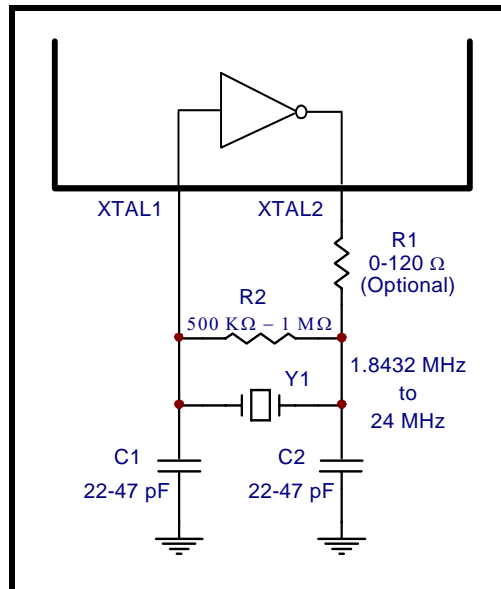 XTAL1
XTAL2
R1
0-120 Ω
(Optional)
R2
500 KΩ − 1 MΩ
Y1
1.8432 MHz
to
24 MHz
C1
22-47 pF
C2
22-47 pF